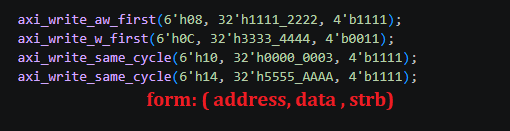 axi_write_aw_first(6'h08, 32'h1111_2222, 4'b1111);
axi_write_w_first(6'h0C, 32'h3333_4444, 4'b0011);
axi_write_same_cycle(6'h10, 32'h0000_0003, 4'b1111);
axi_write_same_cycle(6'h14, 32'h5555_AAAA, 4'b1111);
form: ( address, data , strb)